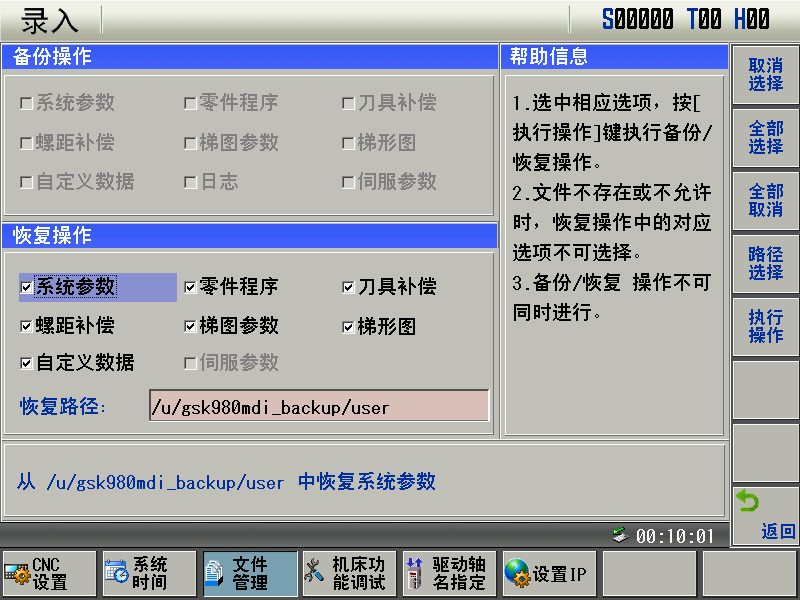 录入
S00000 T00 H00
备份操作
系统参数 零件程序 刀具补偿
螺距补偿 梯图参数 梯形图
自定义数据 日志 伺服参数
恢复操作
系统参数 零件程序 刀具补偿
螺距补偿 梯图参数 梯形图
自定义数据 伺服参数
恢复路径: /u/gsk980mdi_backup/user
帮助信息
1.选中相应选项，按[
执行操作]键执行备份/
恢复操作。
2.文件不存在或不允许
时，恢复操作中的对应
选项不可选择。
3.备份/恢复 操作不可
同时进行。
取消
选择
全部
选择
全部
取消
路径
选择
执行
操作
返回
从 /u/gsk980mdi_backup/user 中恢复系统参数
00:10:01
CNC
设置
系统
时间
文件
管理
机床功
能调试
驱动轴
名指定
设置IP